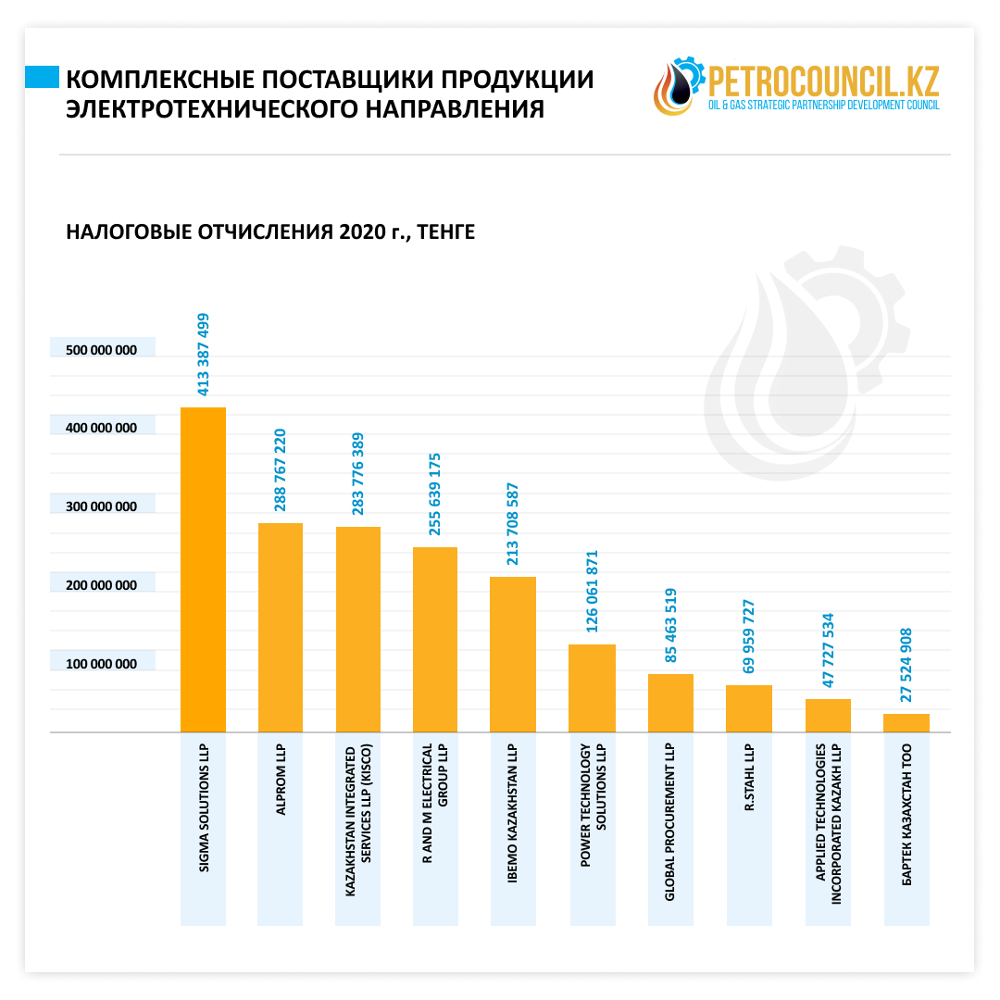 КОМПЛЕКСНЫЕ ПОСТАВЩИКИ ПРОДУКЦИИ
ЭЛЕКТРОТЕХНИЧЕСКОГО НАПРАВЛЕНИЯ
PETROCOUNCIL.KZ
OIL & GAS STRATEGIC PARTNERSHIP DEVELOPMENT COUNCIL
НАЛОГОВЫЕ ОТЧИСЛЕНИЯ 2020 г., ТЕНГЕ
500 000 000
400 000 000
300 000 000
200 000 000
100 000 000
413 387 499
288 767 220
283 776 389
255 639 175
213 708 587
126 061 871
85 463 519
69 959 727
47 727 534
27 524 908
SIGMA SOLUTIONS LLP
ALPROM LLP
KAZAKHSTAN INTEGRATED
SERVICES LLP (KISCO)
R AND M ELECTRICAL
GROUP LLP
IBEMO KAZAKHSTAN LLP
POWER TECHNOLOGY
SOLUTIONS LLP
GLOBAL PROCUREMENT LLP
R.STAHL LLP
APPLIED TECHNOLOGIES
INCORPORATED KAZAKH LLP
БАРТЕК КАЗАХСТАН ТОО